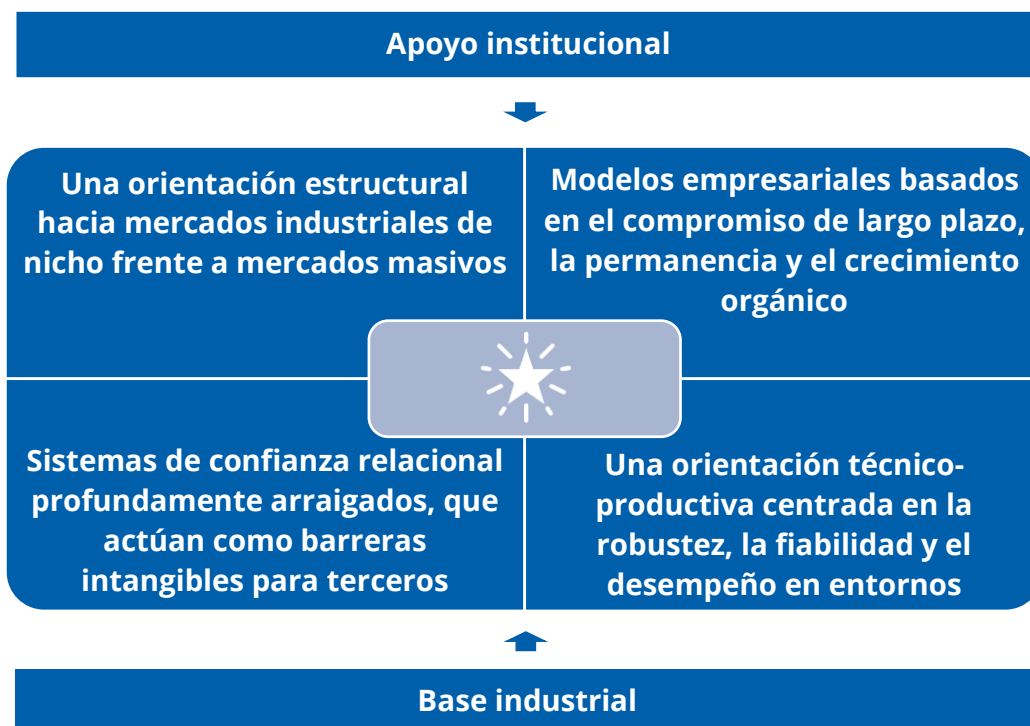 Apoyo institucional
Una orientación estructural
hacia mercados industriales de
nicho frente a mercados masivos
Modelos empresariales basados
en el compromiso de largo plazo,
la permanencia y el crecimiento
orgánico
Sistemas de confianza relacional
profundamente arraigados, que
actúan como barreras
intangibles para terceros
Una orientación técnico-
productiva centrada en la
robustez, la fiabilidad y el
desempeño en entornos
Base industrial